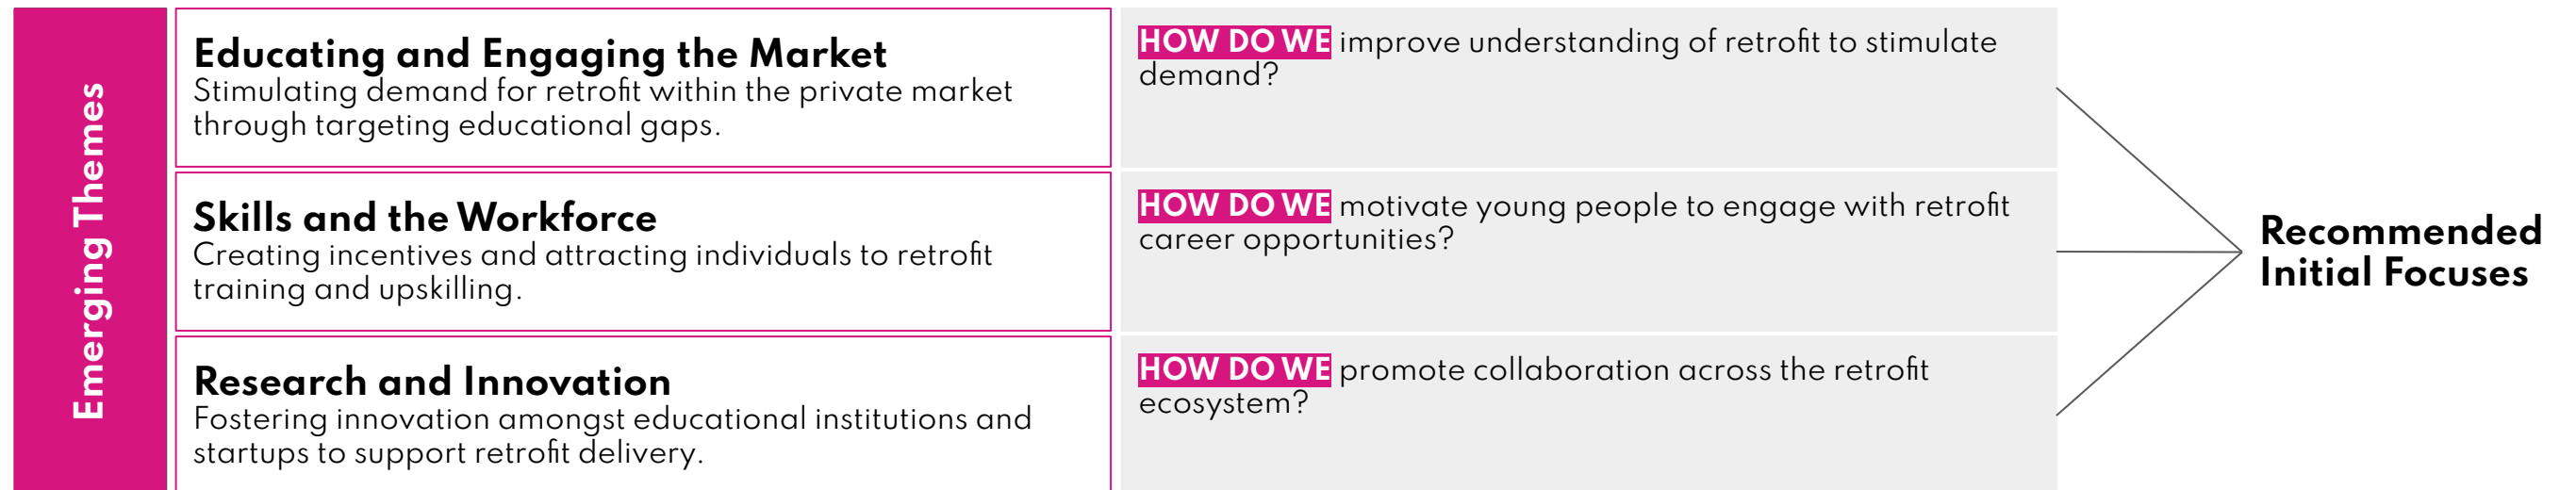 Emerging Themes
Educating and Engaging the Market
Stimulating demand for retrofit within the private market
through targeting educational gaps.
HOW DO WE improve understanding of retrofit to stimulate
demand?
Skills and the Workforce
Creating incentives and attracting individuals to retrofit
training and upskilling.
HOW DO WE motivate young people to engage with retrofit
career opportunities?
Research and Innovation
Fostering innovation amongst educational institutions and
startups to support retrofit delivery.
HOW DO WE promote collaboration across the retrofit
ecosystem?
Recommended
Initial Focuses